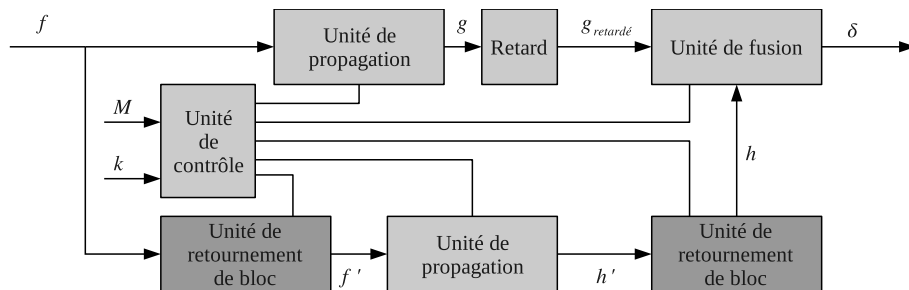 f
Unité de
propagation
g
Retard
g retardé
Unité de fusion
δ
M
k
Unité
de
contrôle
h
Unité de
retournement
de bloc
f '
Unité de
propagation
h'
Unité de
retournement
de bloc